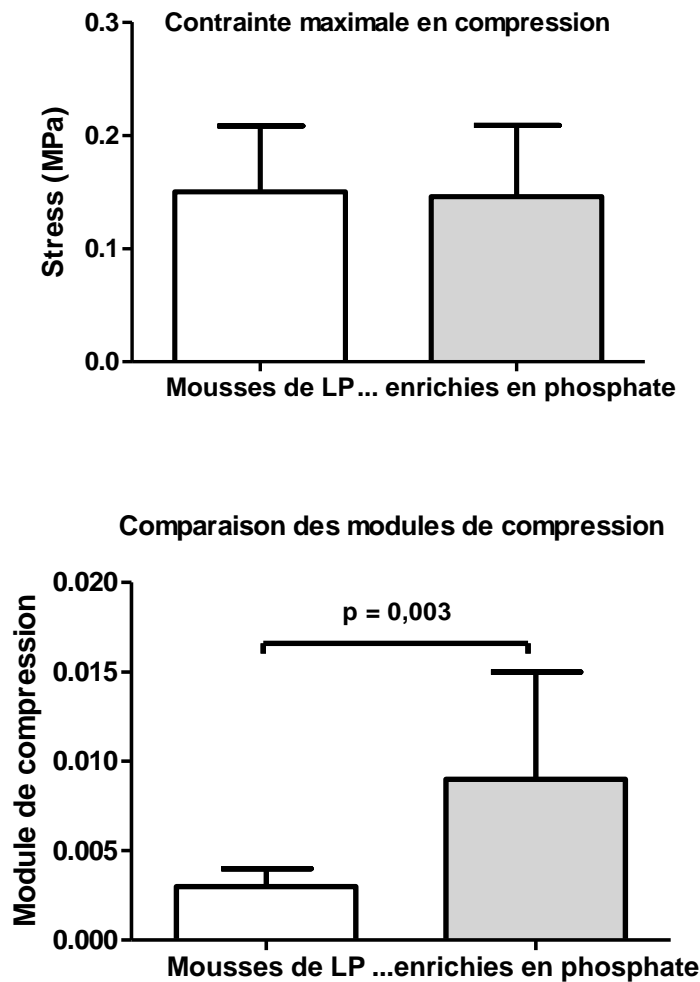 Contrainte maximale en compression
0.3
0.2
0.1
0.0
Stress (MPa)
Mousses de LP... enrichies en phosphate
Comparaison des modules de compression
0.020
0.015
0.010
0.005
0.000
Module de compression
p = 0,003
Mousses de LP ...enrichies en phosphate